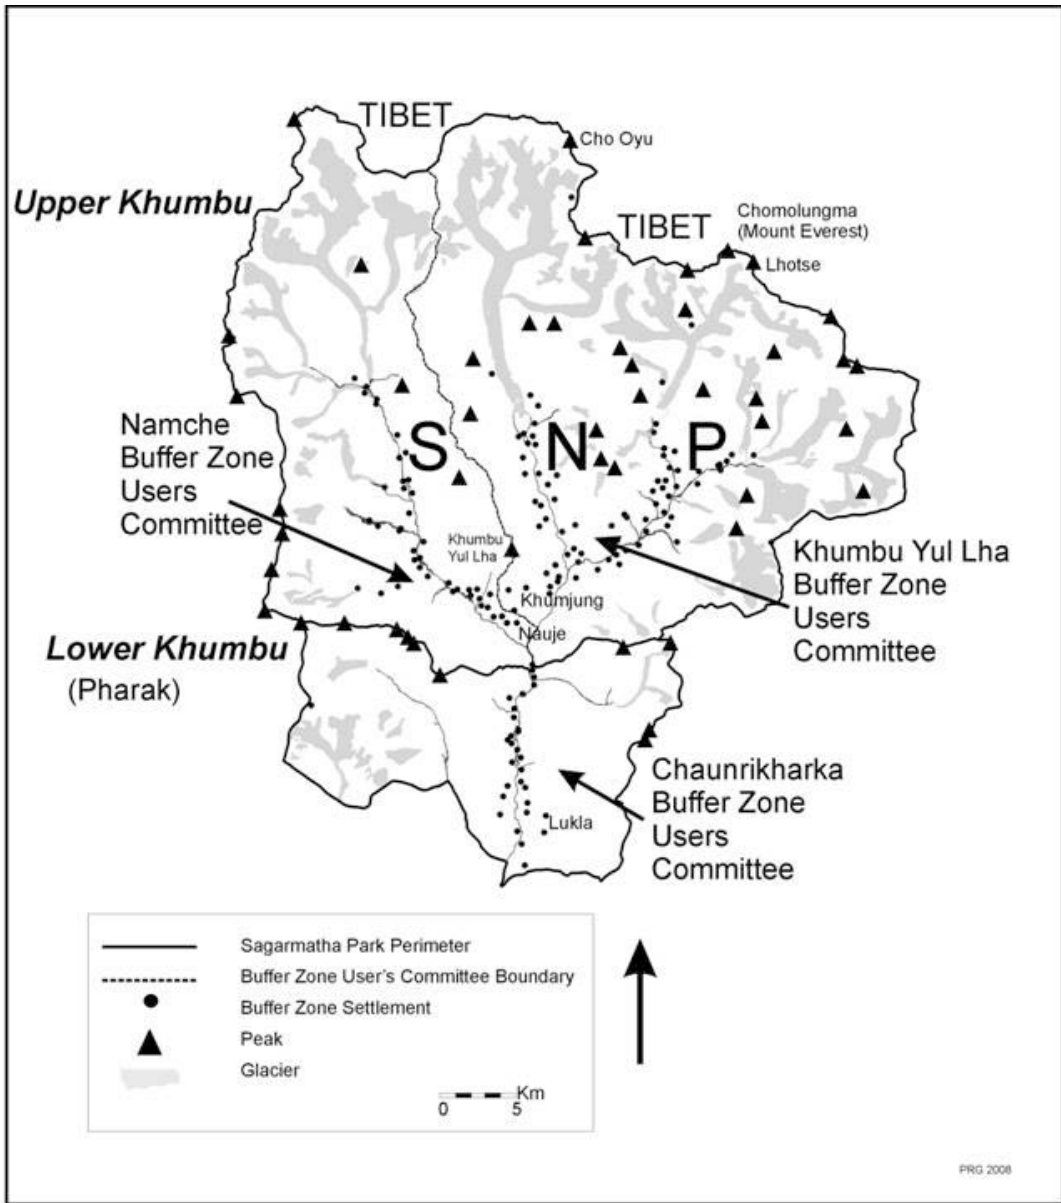 TIBET
Cho Oyu
Upper Khumbu
TIBET
Chomolungma
(Mount Everest)
Lhotse
Namche
Buffer Zone
Users
Committee
S N P
Khumbu
Yul Lha
Khumbu Yul Lha
Buffer Zone
Users
Committee
Khumjung
Nauje
Lower Khumbu
(Pharak)
Chaunrikharka
Buffer Zone
Users
Committee
Lukla
Sagarmatha Park Perimeter
Buffer Zone User's Committee Boundary
Buffer Zone Settlement
Peak
Glacier
Km
0 5
PRG 2008